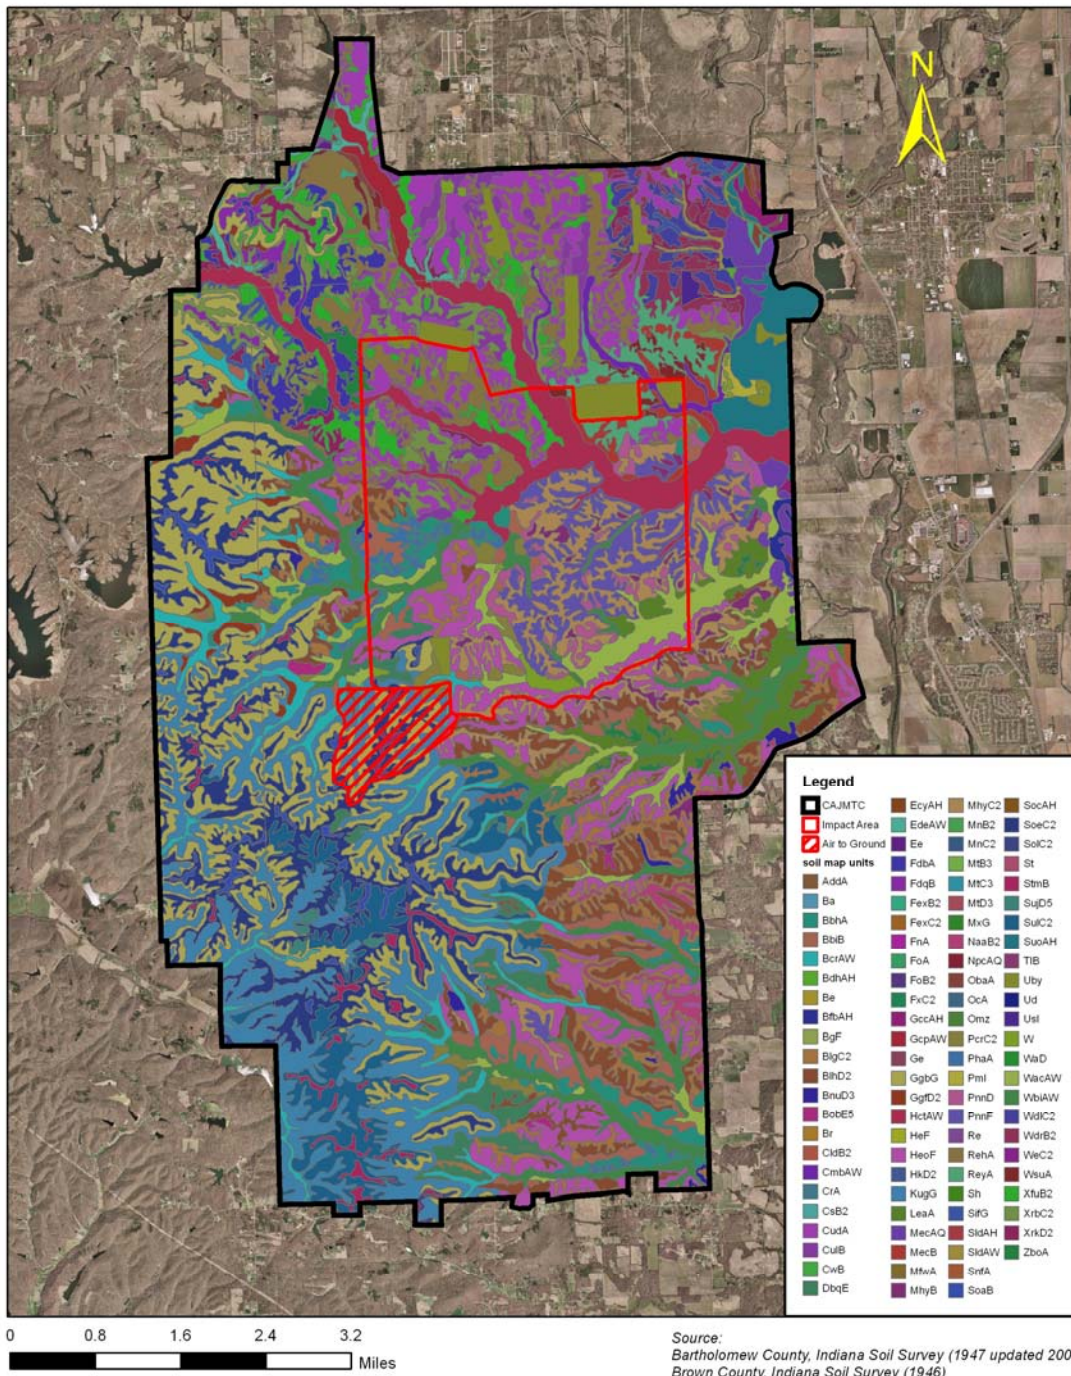 N
Legend
CAJMTC
Impact Area
Air to Ground
soil map units
AddA
Ba
BbhA
BbiB
BcrAW
BdhAH
Be
BfbAH
BgF
BlgC2
BlhD2
BnuD3
BobE5
Br
CldB2
CmbAW
CrA
CsB2
CudA
CulB
CwB
DbqE
EcyAH
EdeAW
Ee
FdbA
FdqB
FexB2
FexC2
FnA
FoA
FoB2
FxC2
GccAH
GcpAW
Ge
GgbG
GgfD2
HctAW
HeF
HeoF
HkD2
KugG
LeaA
MecAQ
MecB
MfwA
MhyB
MhyC2
MnB2
MnC2
MtB3
MtC3
MtD3
MxG
NaaB2
NpcAQ
ObaA
OcA
Omz
PcrC2
PhaA
Pml
PnnD
PnnF
Re
RehA
ReyA
Sh
SifG
SldAH
SldAW
SnfA
SoaB
SocAH
SoeC2
SolC2
St
StmB
SujD5
SulC2
SuoAH
TlB
Uby
Ud
Usl
W
WaD
WacAW
WbiAW
WdlC2
WdrB2
WeC2
WsuA
XfuB2
XrbC2
XrkD2
ZboA
0 0.8 1.6 2.4 3.2
Miles
Source:
Bartholomew County, Indiana Soil Survey (1947 updated 200
Brown County, Indiana Soil Survey (1946)